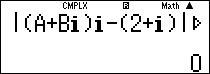 CMPLX R Math ▲
|(A+Bi)i-(2+i)|▷
0